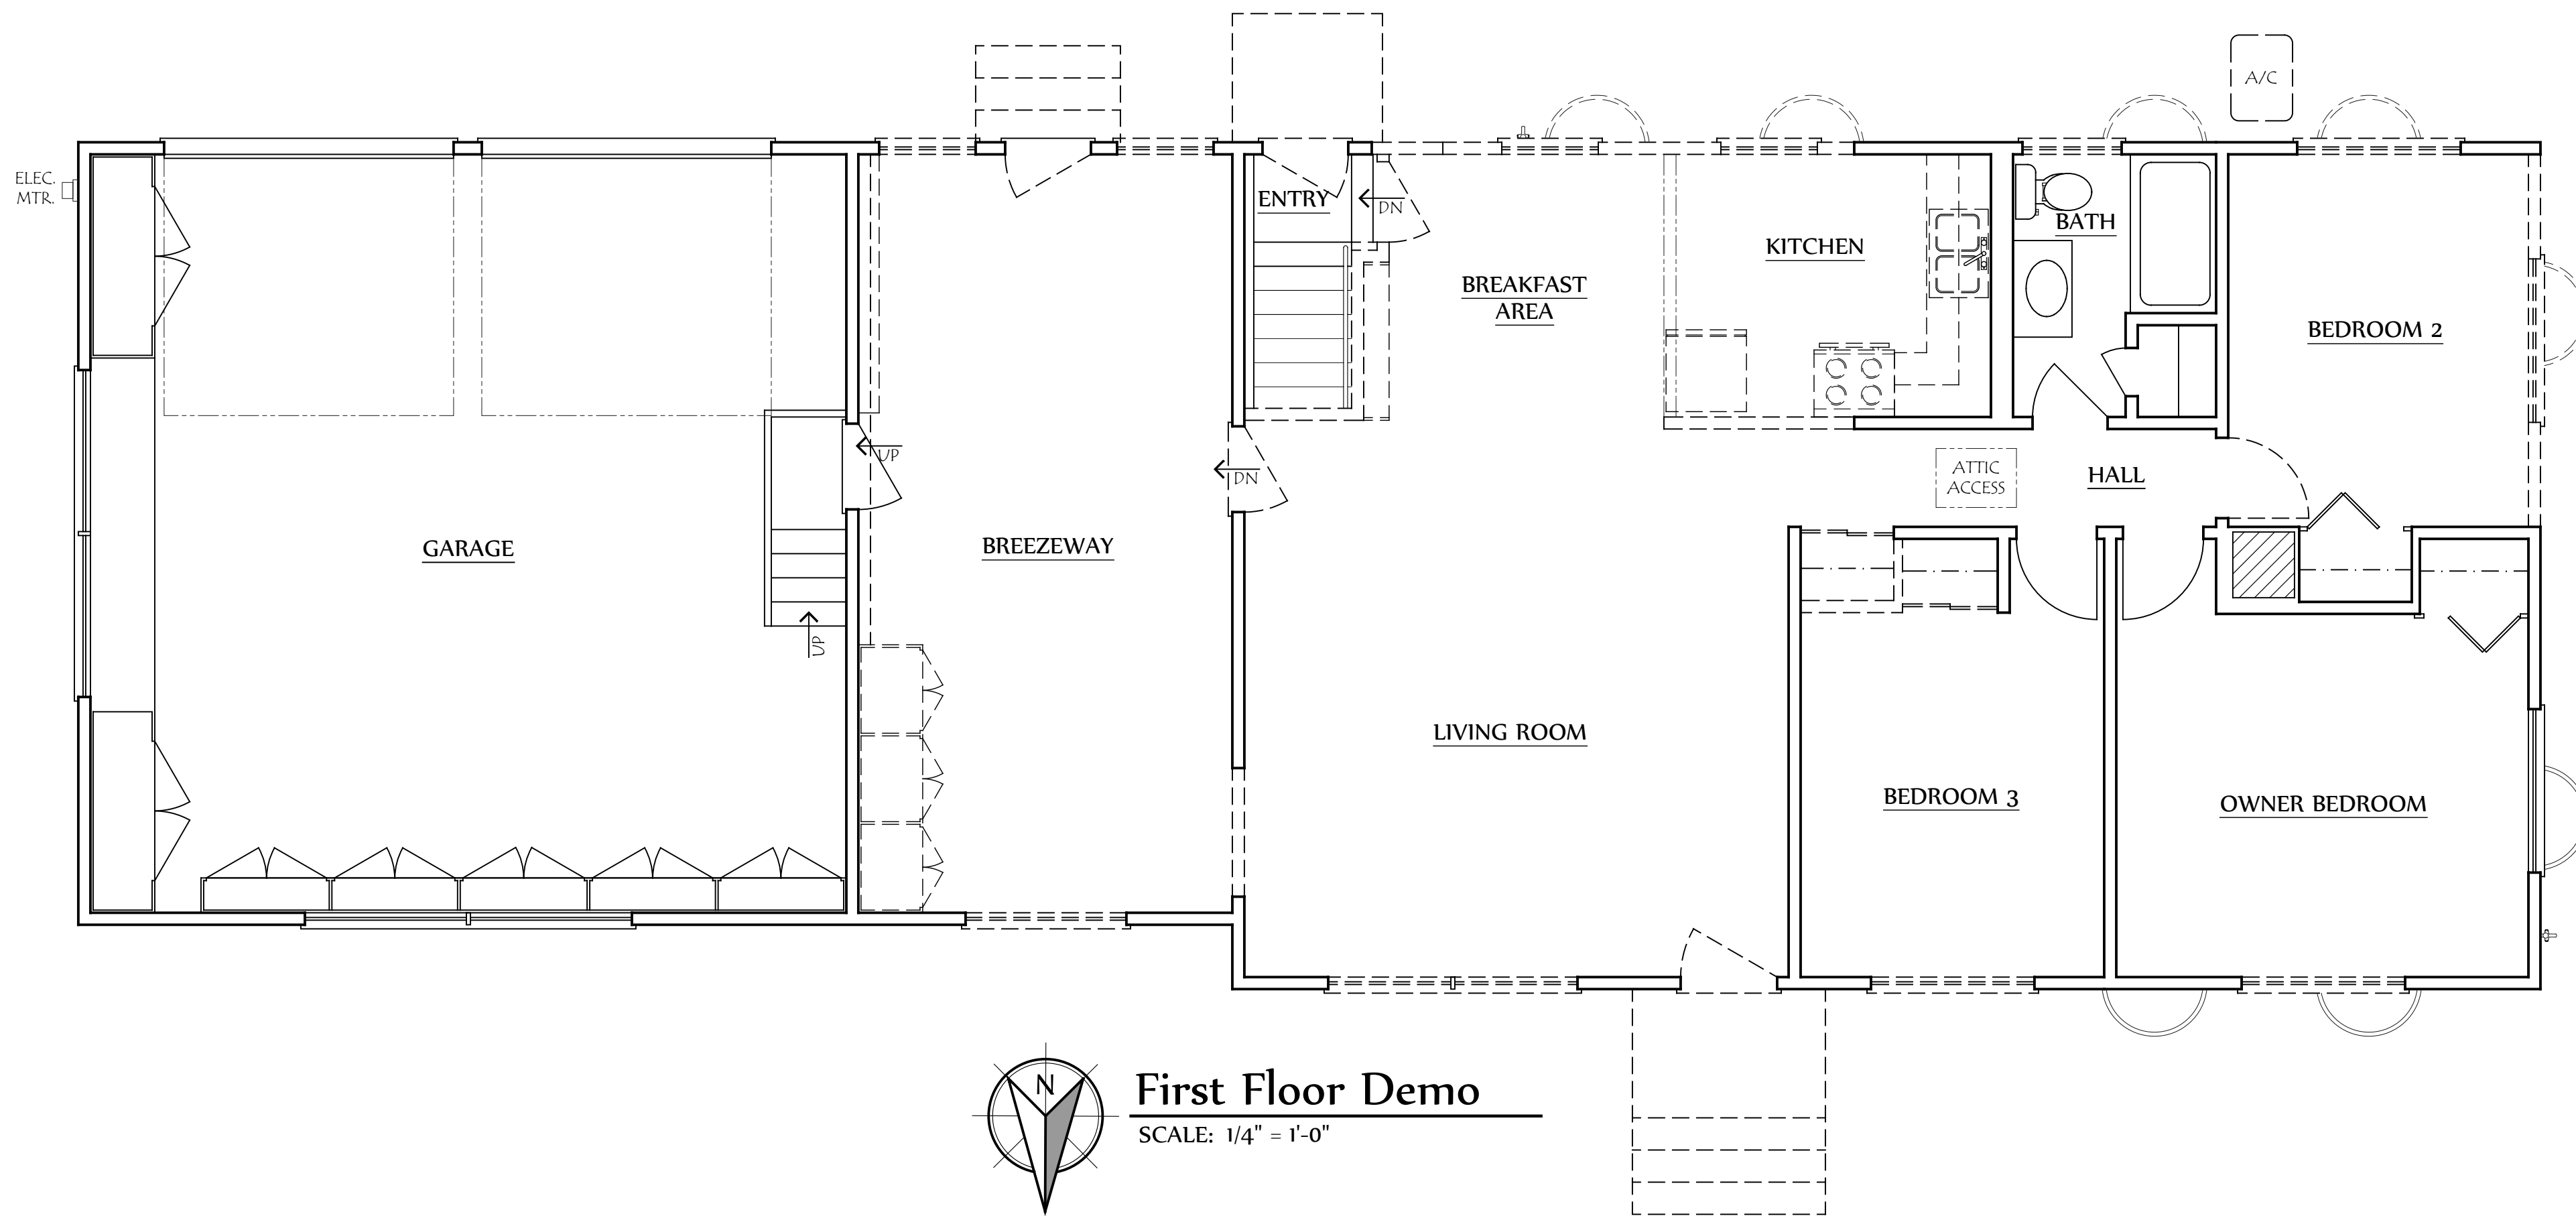 A/C
ELEC.
MTR.
ENTRY
DN
BATH
KITCHEN
BREAKFAST
AREA
BEDROOM 2
UP
DN
ATTIC
ACCESS
HALL
GARAGE
BREEZEWAY
UP
LIVING ROOM
BEDROOM 3
OWNER BEDROOM
N
First Floor Demo
SCALE: 1/4" = 1'-0"